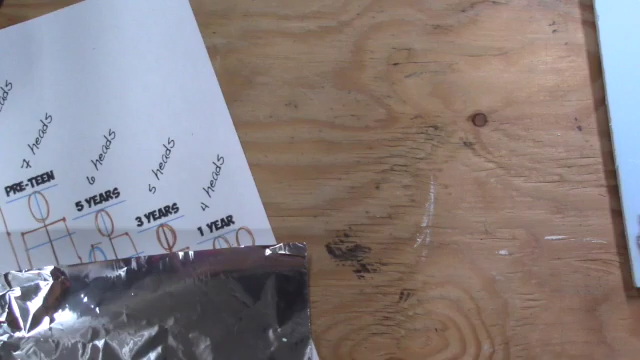 7 heads
6 heads
5 heads
4 heads
PRE-TEEN
5 YEARS
3 YEARS
1 YEAR